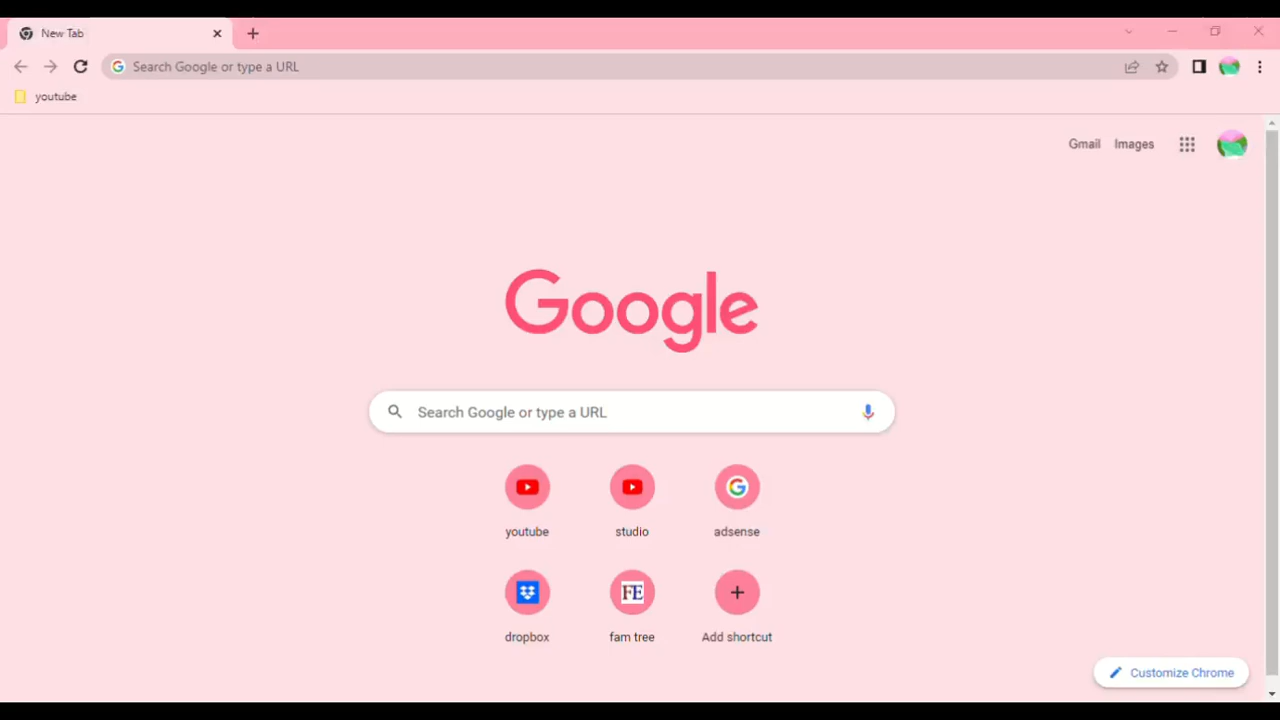 New Tab
Search Google or type a URL
youtube
Gmail Images
Google
Search Google or type a URL
youtube studio adsense
FE
dropbox fam tree Add shortcut
Customize Chrome